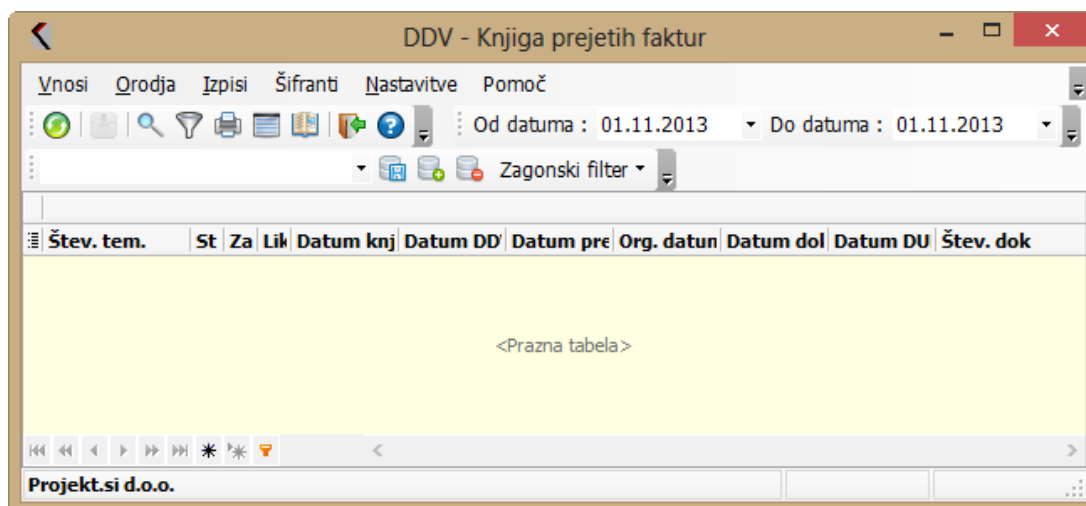 DDV - Knjiga prejetih faktur
Vnosi Orodja Izpisi Šifranti Nastavitve Pomoč
Od datuma : 01.11.2013 Do datuma : 01.11.2013
Zagonski filter
Štev. tem. St Za Lik Datum knj Datum DD Datum pre Org. datun Datum dol Datum DU Štev. dok
<Prazna tabela>
Projekt.si d.o.o.